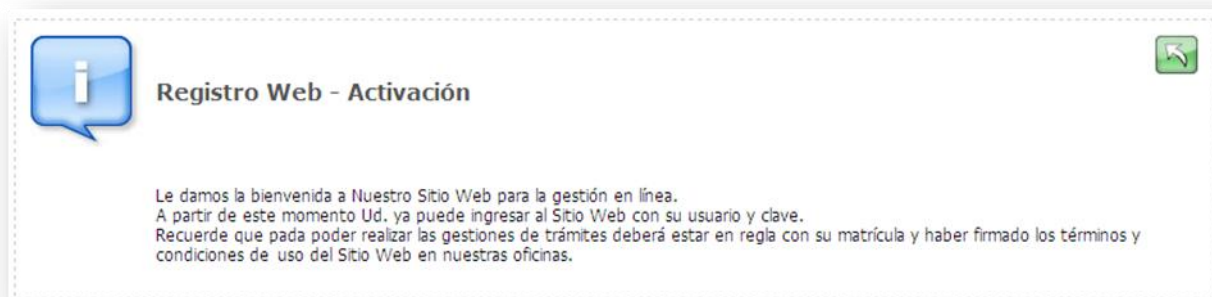 i
Registro Web - Activación
Le damos la bienvenida a Nuestro Sitio Web para la gestión en línea.
A partir de este momento Ud. ya puede ingresar al Sitio Web con su usuario y clave.
Recuerde que pada poder realizar las gestiones de trámites deberá estar en regla con su matrícula y haber firmado los términos y
condiciones de uso del Sitio Web en nuestras oficinas.